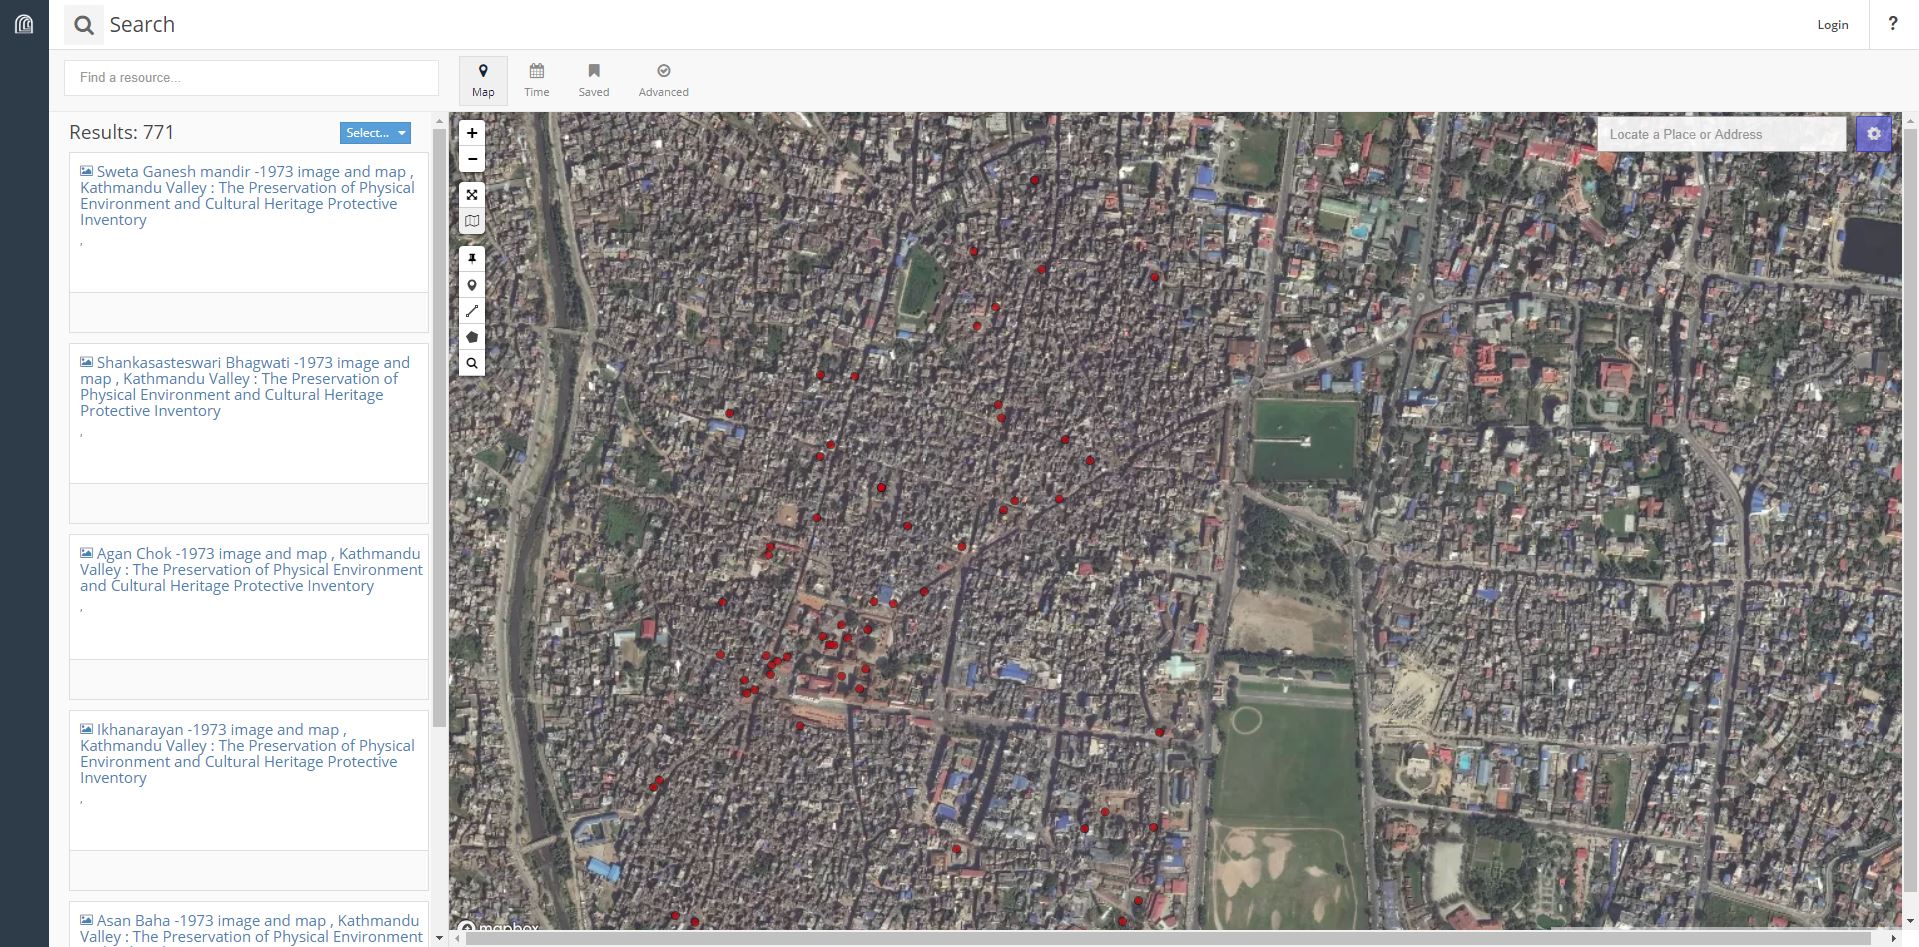 Search
Login
?
Find a resource...
Map
Time
Saved
Advanced
Results: 771
Select...
Locate a Place or Address
Sweta Ganesh mandir -1973 image and map ,
Kathmandu Valley : The Preservation of Physical
Environment and Cultural Heritage Protective
Inventory
,
Shankasasteswari Bhagwati -1973 image and
map , Kathmandu Valley : The Preservation of
Physical Environment and Cultural Heritage
Protective Inventory
,
Agan Chok -1973 image and map , Kathmandu
Valley : The Preservation of Physical Environment
and Cultural Heritage Protective Inventory
,
Ikhanarayan -1973 image and map ,
Kathmandu Valley : The Preservation of Physical
Environment and Cultural Heritage Protective
Inventory
,
Asan Baha -1973 image and map , Kathmandu
Valley : The Preservation of Physical Environment
mapbox